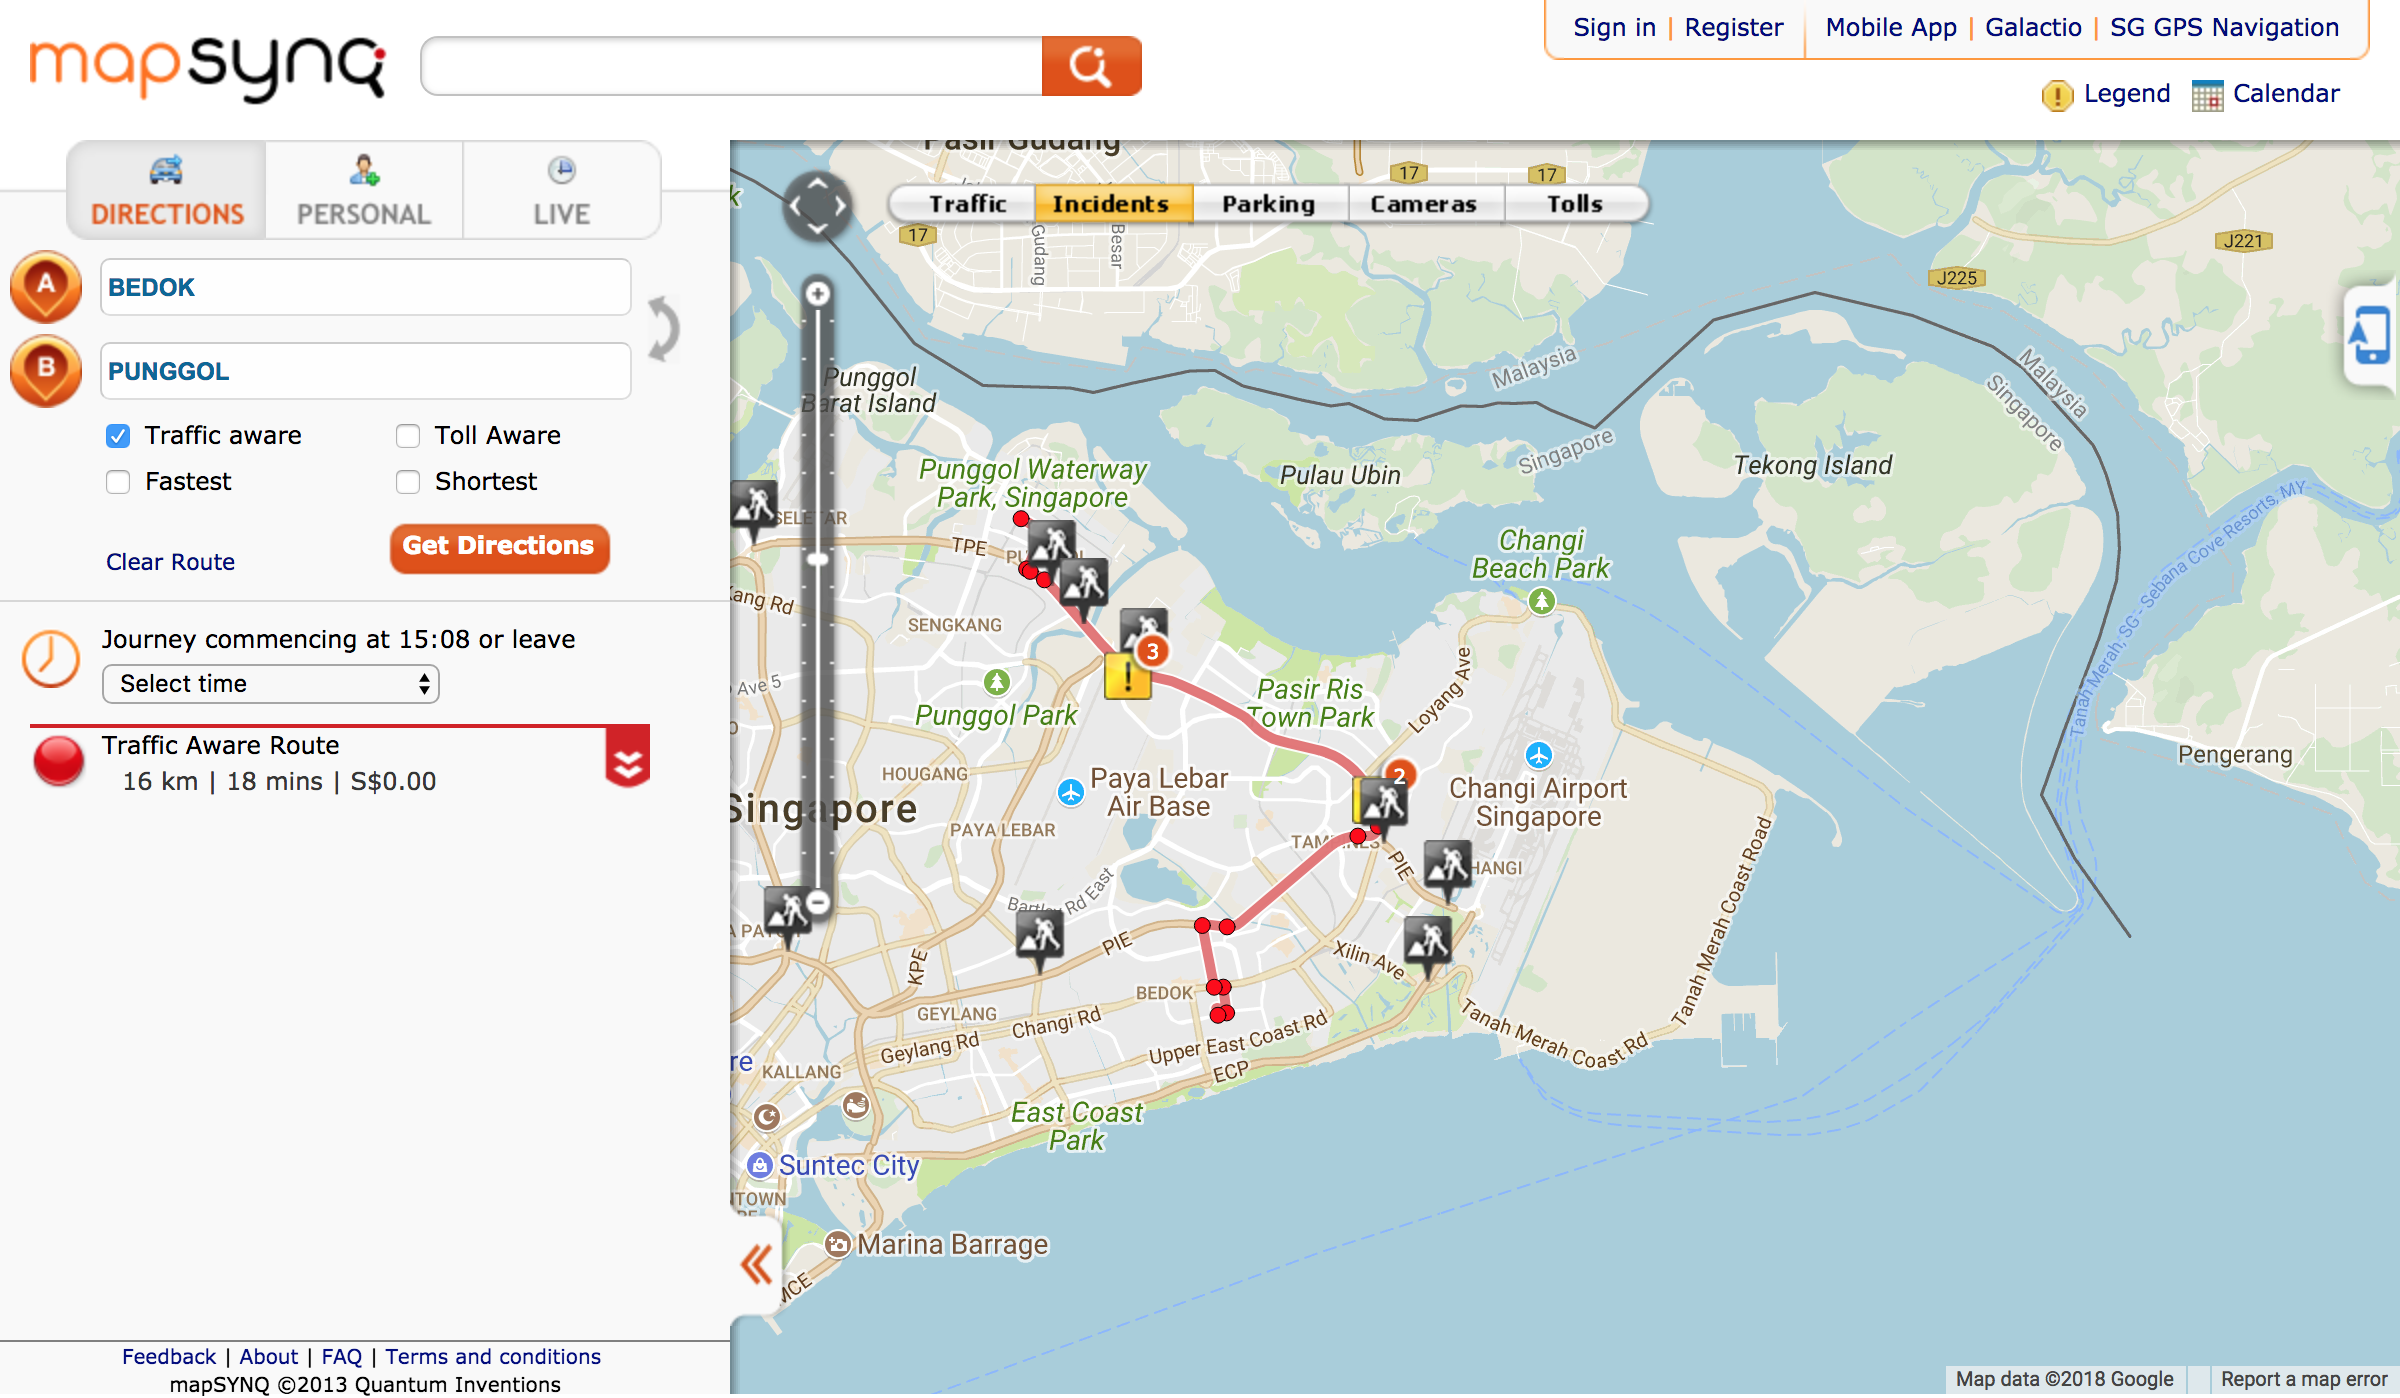 mapsynq
Sign in | Register
Mobile App | Galactio | SG GPS Navigation
Legend
Calendar
DIRECTIONS
PERSONAL
LIVE
A
BEDOK
B
PUNGGOL
Traffic aware
Toll Aware
Fastest
Shortest
Clear Route
Get Directions
Journey commencing at 15:08 or leave
Select time
Traffic Aware Route
16 km | 18 mins | S$0.00
Feedback | About | FAQ | Terms and conditions
mapSYNQ ©2013 Quantum Inventions
Pasir Gudang
17
17
Traffic
Incidents
Parking
Cameras
Tolls
17
Gudang
Besar
J221
J225
Malaysia
Singapore
Malaysia
Singapore
Punggol
Barat Island
Punggol Waterway
Park, Singapore
Pulau Ubin
Tekong Island
Tanah Merah, SG - Sebana Cove Resorts, MY
SELETAR
TPE
Changi
Beach Park
Kang Rd
SENGKANG
3
Ave 5
Punggol Park
Pasir Ris
Town Park
Loyang Ave
Pengerang
HOUGANG
Paya Lebar
Air Base
2
Changi Airport
Singapore
Singapore
PAYA LEBAR
PIE
Bartley Rd East
PIE
KPE
Xilin Ave
Tanah Merah Coast Road
BEDOK
GEYLANG
Changi Rd
Geylang Rd
Upper East Coast Rd
Tanah Merah Coast Rd
ECP
KALLANG
East Coast
Park
Suntec City
Marina Barrage
MCE
Map data ©2018 Google
Report a map error